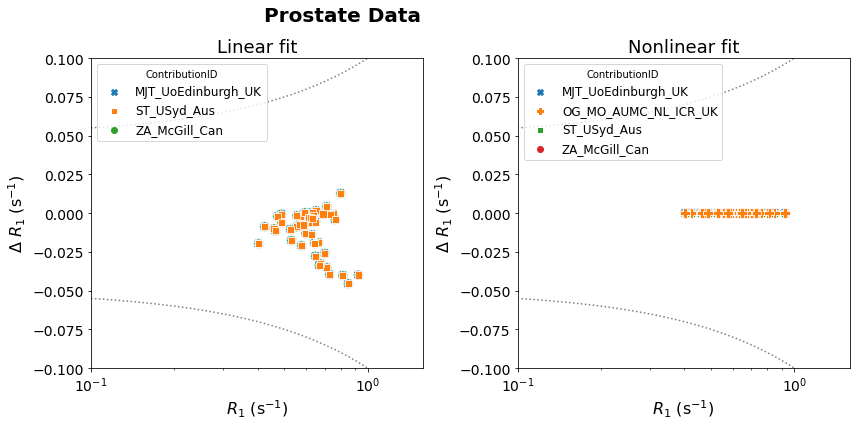 Prostate Data
Linear fit
ContributionID
MJT_UoEdinburgh_UK
ST_USyd_Aus
ZA_McGill_Can
0.100
0.075
0.050
0.025
0.000
−0.025
−0.050
−0.075
−0.100
Δ R₁ (s⁻¹)
10⁻¹
10⁰
R₁ (s⁻¹)
Nonlinear fit
ContributionID
MJT_UoEdinburgh_UK
OG_MO_AUMC_NL_ICR_UK
ST_USyd_Aus
ZA_McGill_Can
0.100
0.075
0.050
0.025
0.000
−0.025
−0.050
−0.075
−0.100
Δ R₁ (s⁻¹)
10⁻¹
10⁰
R₁ (s⁻¹)